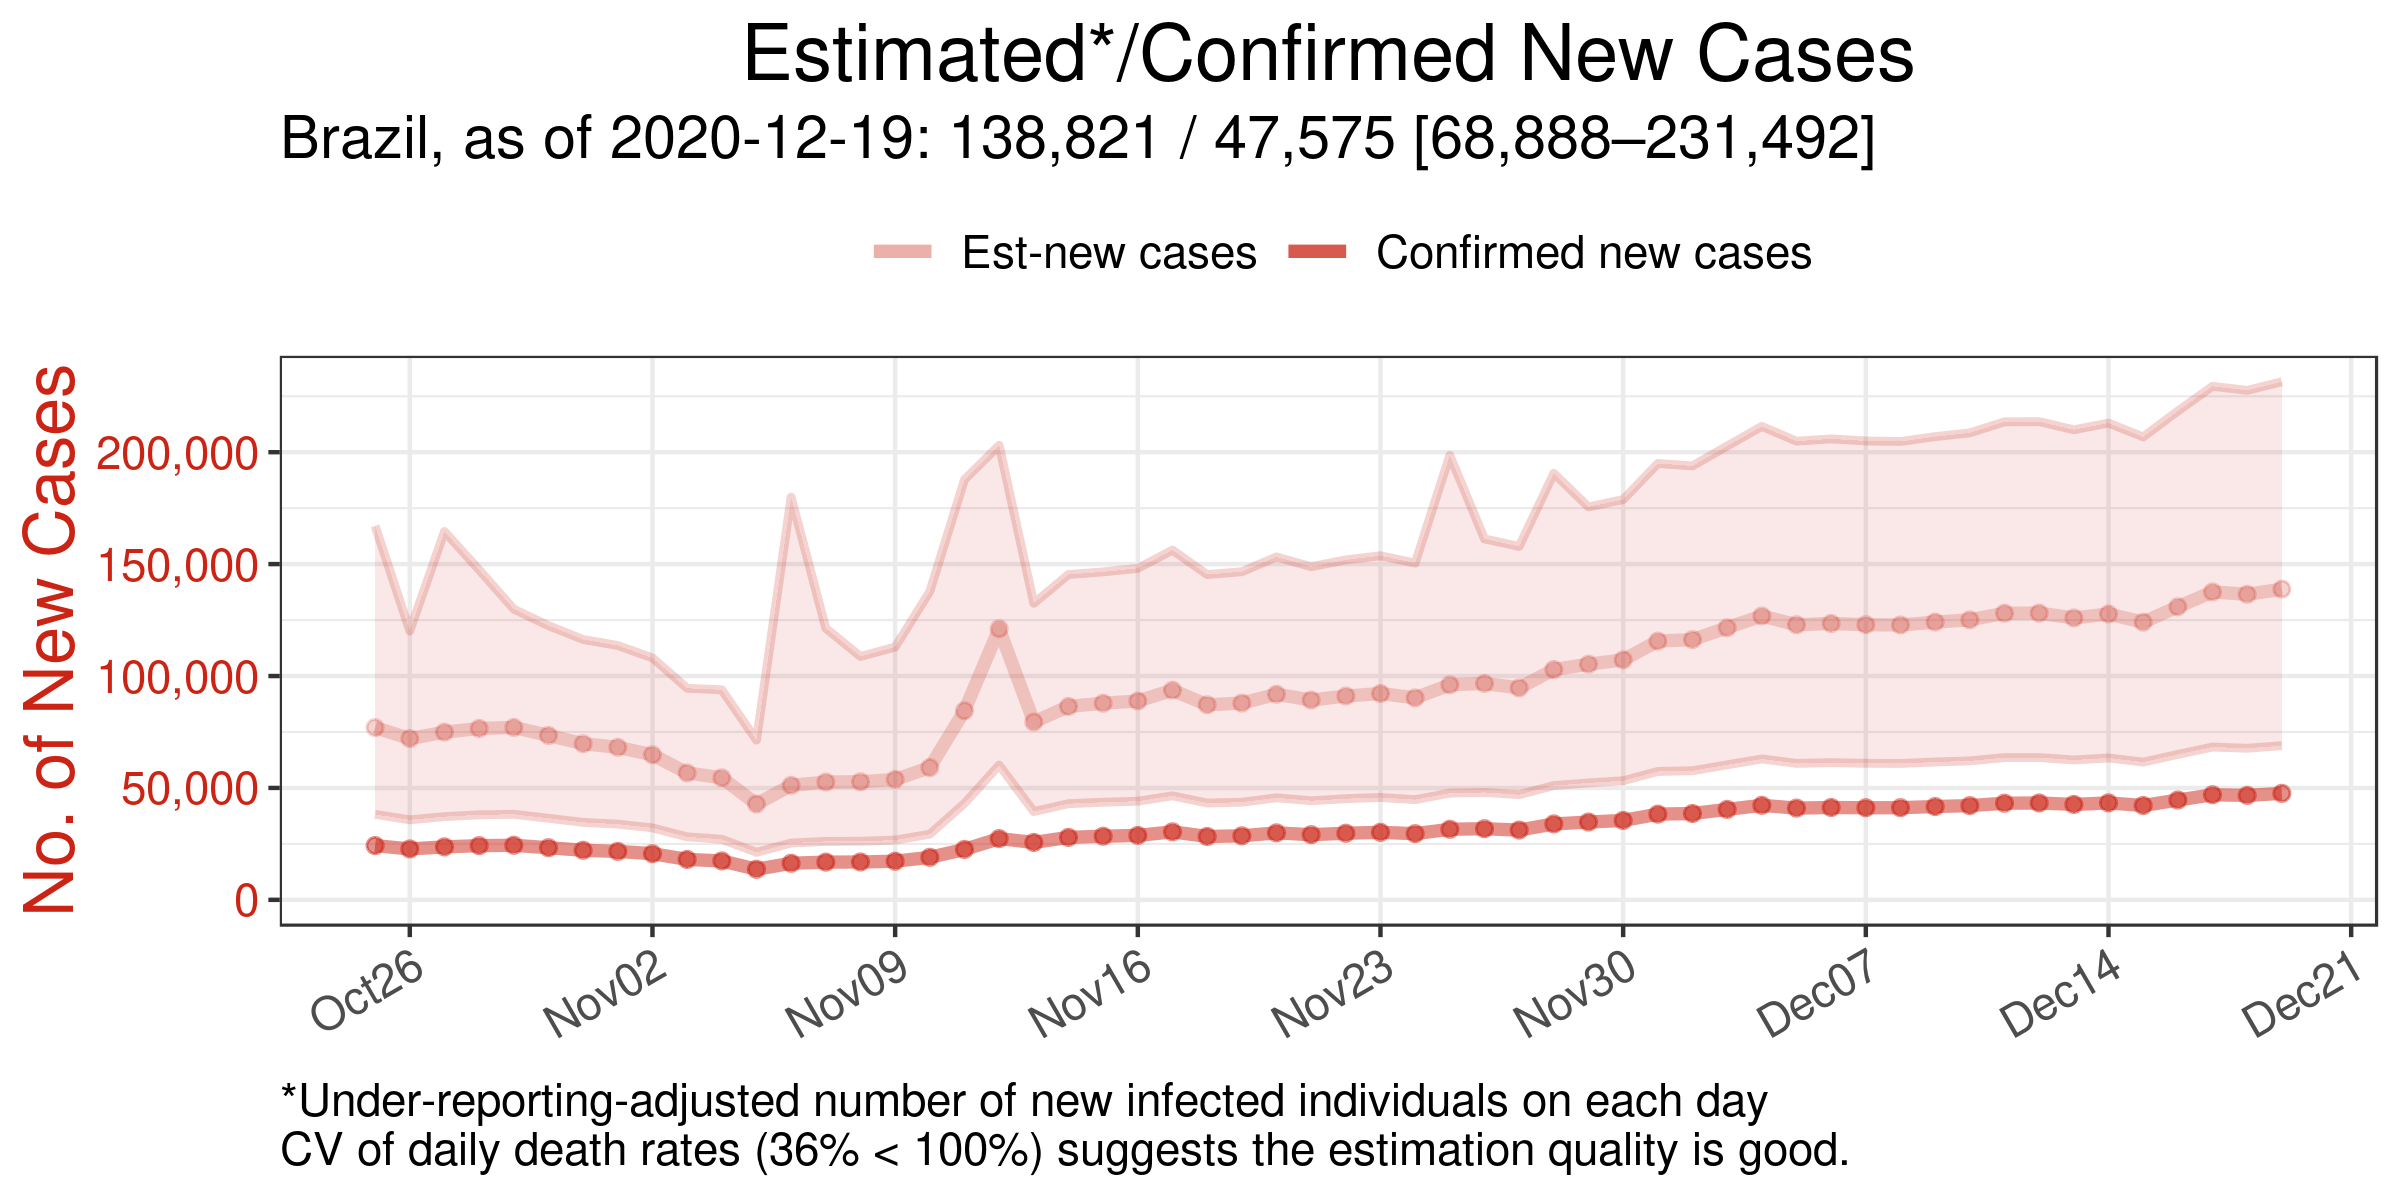 Estimated*/Confirmed New Cases
Brazil, as of 2020-12-19: 138,821 / 47,575 [68,888–231,492]
Est-new cases Confirmed new cases
No. of New Cases
200,000
150,000
100,000
50,000
0
Oct26 Nov02 Nov09 Nov16 Nov23 Nov30 Dec07 Dec14 Dec21
*Under-reporting-adjusted number of new infected individuals on each day
CV of daily death rates (36% < 100%) suggests the estimation quality is good.